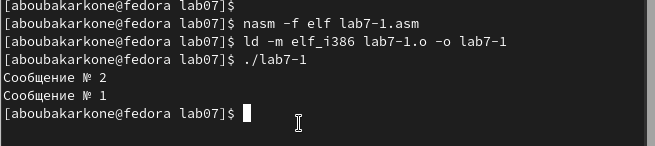 [aboubakarkone@fedora lab07]$
[aboubakarkone@fedora lab07]$ nasm -f elf lab7-1.asm
[aboubakarkone@fedora lab07]$ ld -m elf_i386 lab7-1.o -o lab7-1
[aboubakarkone@fedora lab07]$ ./lab7-1
Сообщение № 2
Сообщение № 1
[aboubakarkone@fedora lab07]$